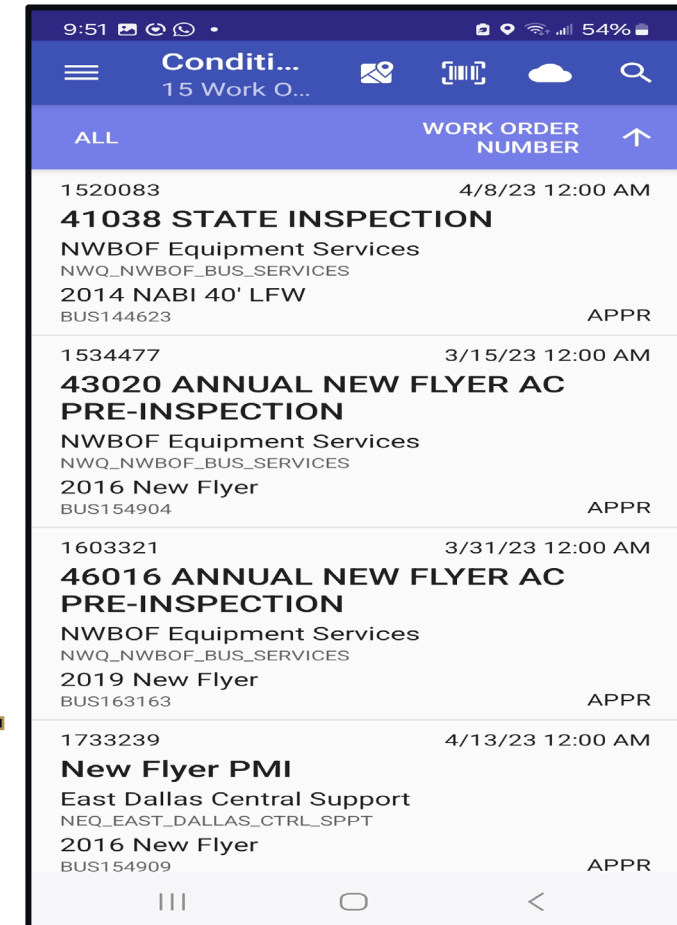 9:51 54%
Conditi...
15 Work O...
ALL
WORK ORDER
NUMBER
1520083 4/8/23 12:00 AM
41038 STATE INSPECTION
NWBOF Equipment Services
NWQ_NWBOF_BUS_SERVICES
2014 NABI 40' LFW
BUS144623 APPR
1534477 3/15/23 12:00 AM
43020 ANNUAL NEW FLYER AC
PRE-INSPECTION
NWBOF Equipment Services
NWQ_NWBOF_BUS_SERVICES
2016 New Flyer
BUS154904 APPR
1603321 3/31/23 12:00 AM
46016 ANNUAL NEW FLYER AC
PRE-INSPECTION
NWBOF Equipment Services
NWQ_NWBOF_BUS_SERVICES
2019 New Flyer
BUS163163 APPR
1733239 4/13/23 12:00 AM
New Flyer PMI
East Dallas Central Support
NEQ_EAST_DALLAS_CTRL_SPPT
2016 New Flyer
BUS154909 APPR